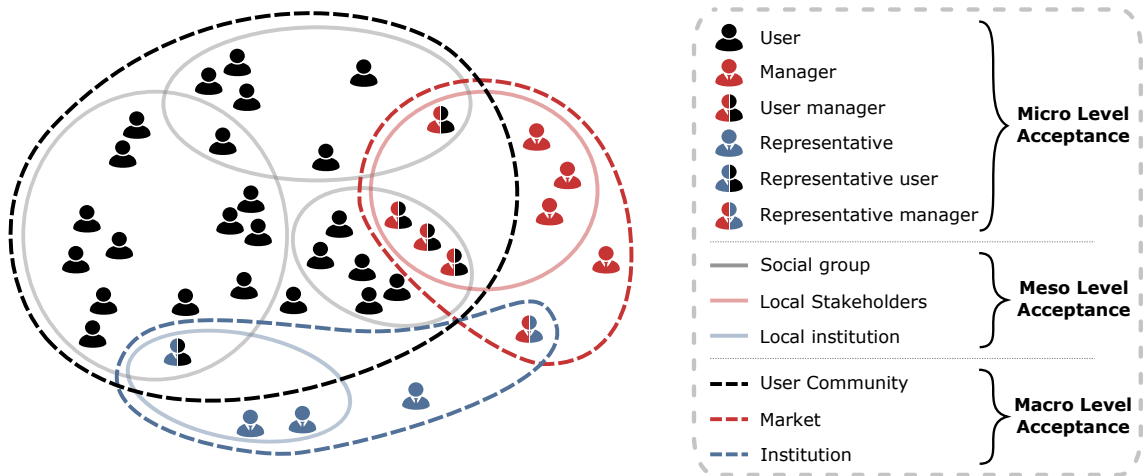 User
Manager
User manager
Representative
Representative user
Representative manager
Micro Level
Acceptance
Social group
Local Stakeholders
Local institution
Meso Level
Acceptance
User Community
Market
Institution
Macro Level
Acceptance